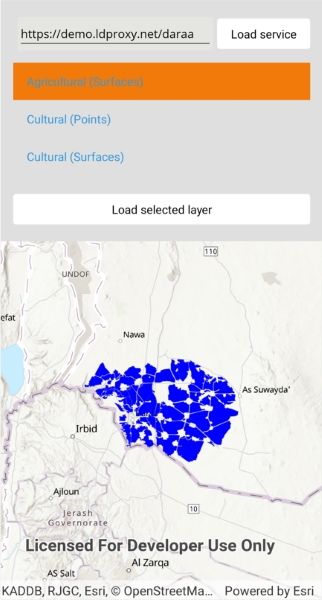 https://demo.ldproxy.net/daraa
Load service
Agricultural (Surfaces)
Cultural (Points)
Cultural (Surfaces)
Load selected layer
110
UNDOF
efat
Nawa
As Suwayda'
Irbid
Ajloun
10
Jerash
Governorate
Licensed For Developer Use Only
Al Zarqa
AS Salt
KADDB, RJGC, Esri, © OpenStreetMa...
Powered by Esri